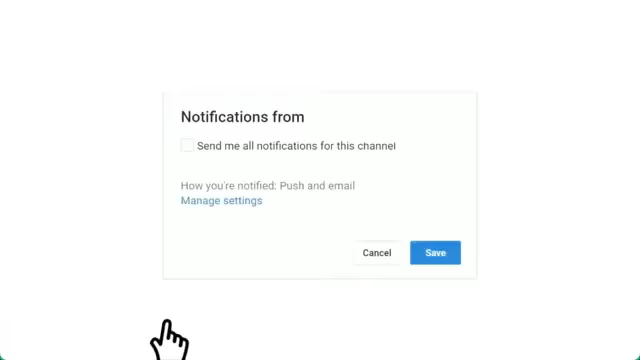 Notifications from
Send me all notifications for this channel
How you're notified: Push and email
Manage settings
Cancel
Save